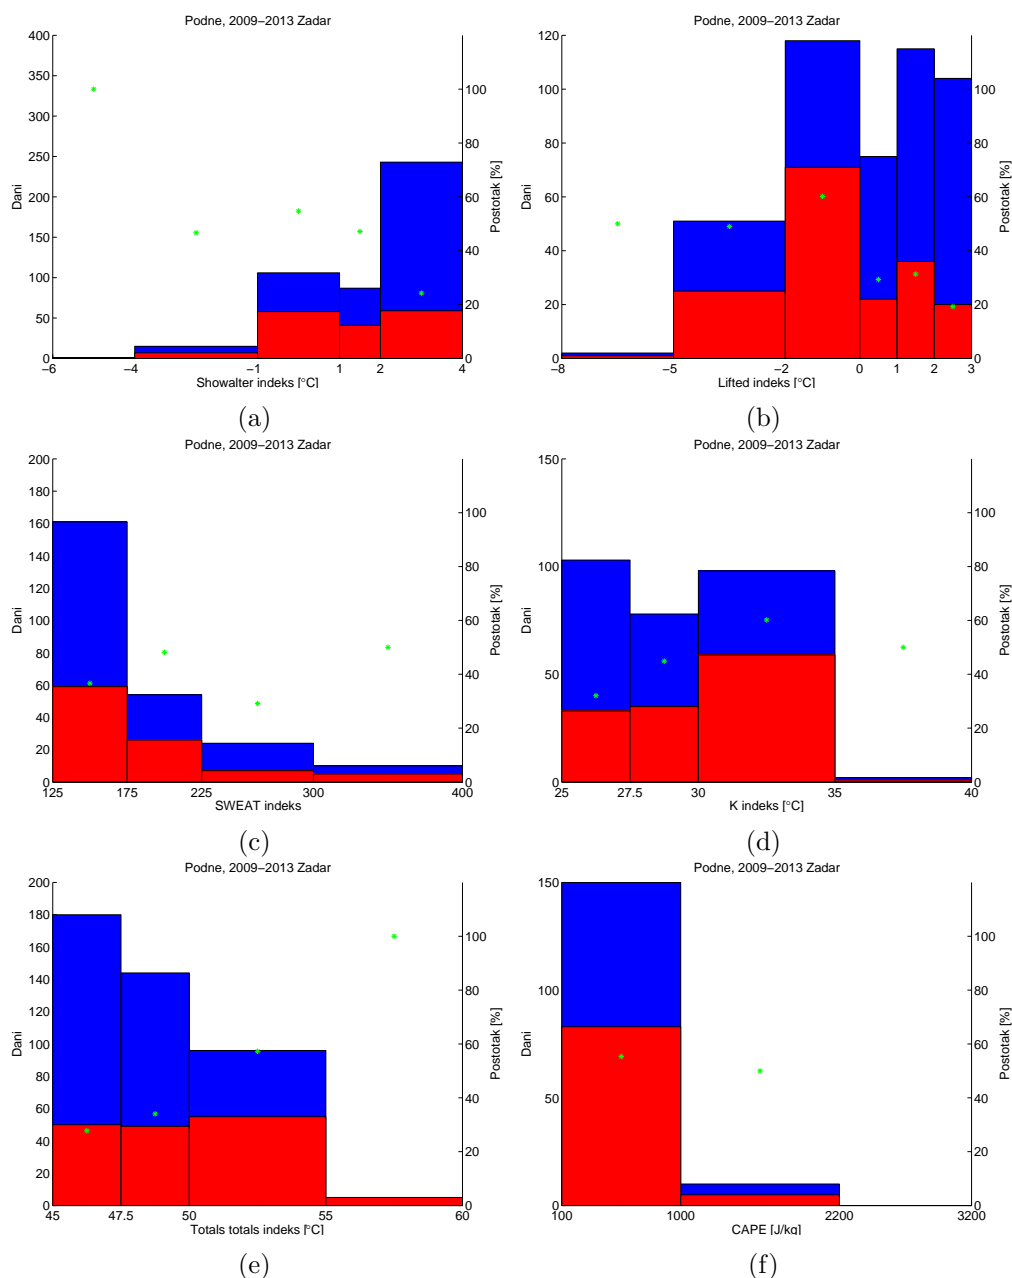 Podne, 2009−2013 Zadar
Podne, 2009−2013 Zadar
400
350
300
250
200
150
100
50
0
Dani
100
80
60
40
20
0
Postotak [%]
−6 −4 −1 1 2 4
Showalter indeks [°C]
120
100
80
60
40
20
0
Dani
100
80
60
40
20
0
Postotak [%]
−8 −5 −2 0 1 2 3
Lifted indeks [°C]
(a)
(b)
Podne, 2009−2013 Zadar
Podne, 2009−2013 Zadar
200
180
160
140
120
100
80
60
40
20
0
Dani
100
80
60
40
20
0
Postotak [%]
125 175 225 300 400
SWEAT indeks
150
100
50
0
Dani
100
80
60
40
20
0
Postotak [%]
25 27.5 30 35 40
K indeks [°C]
(c)
(d)
Podne, 2009−2013 Zadar
Podne, 2009−2013 Zadar
200
180
160
140
120
100
80
60
40
20
0
Dani
100
80
60
40
20
0
Postotak [%]
45 47.5 50 55 60
Totals totals indeks [°C]
150
100
50
0
Dani
100
80
60
40
20
0
Postotak [%]
100 1000 2200 3200
CAPE [J/kg]
(e)
(f)